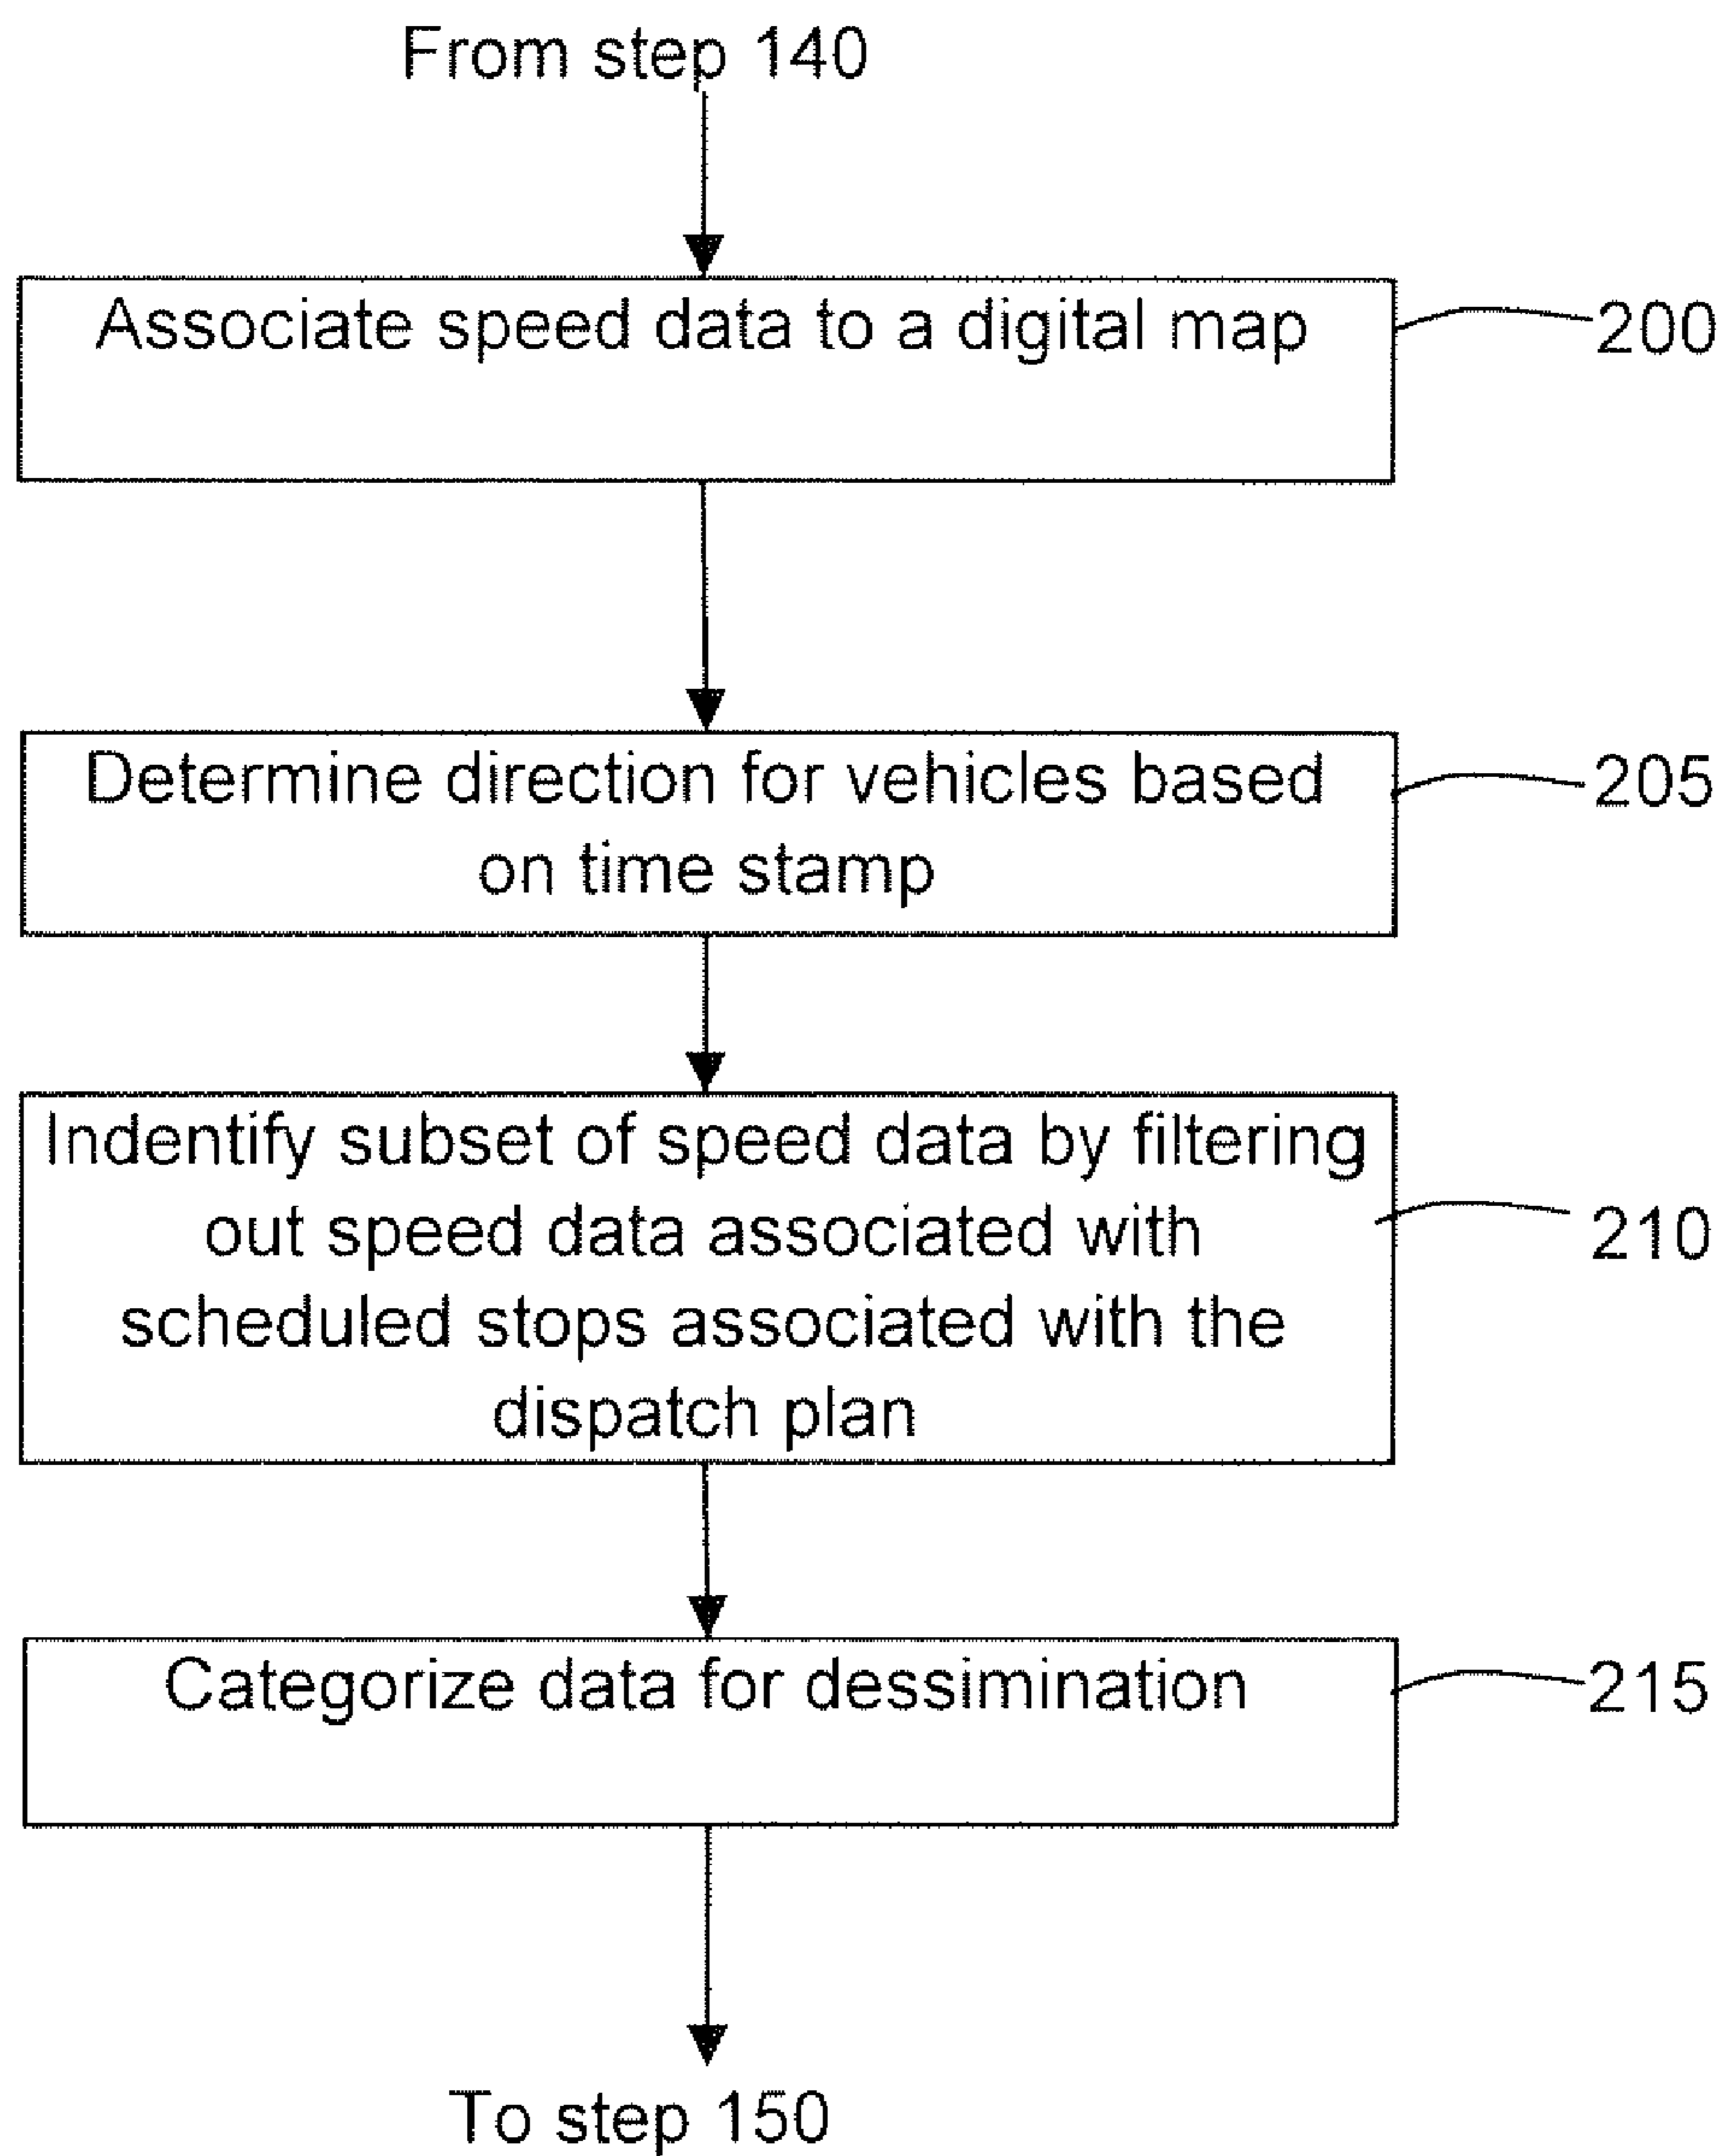 From step 140
Associate speed data to a digital map
200
Determine direction for vehicles based
on time stamp
205
Indentify subset of speed data by filtering
out speed data associated with
scheduled stops associated with the
dispatch plan
210
Categorize data for dessimination
215
To step 150